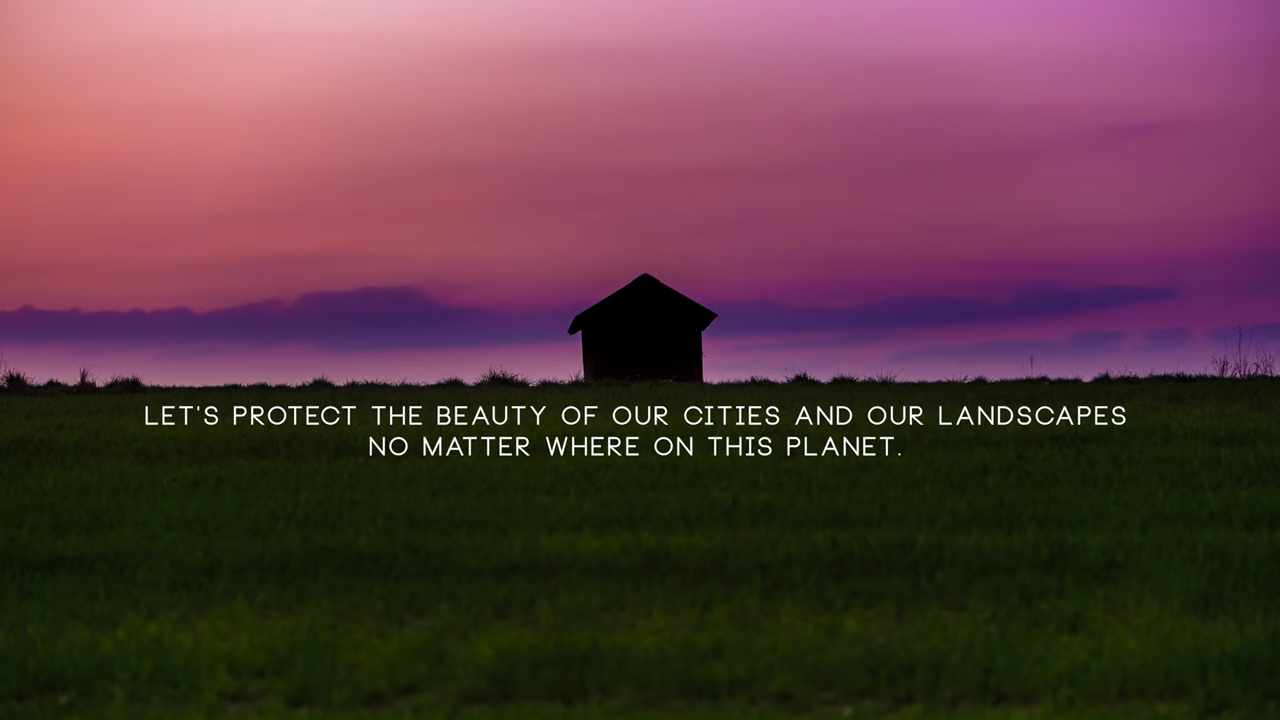 LET'S PROTECT THE BEAUTY OF OUR CITIES AND OUR LANDSCAPES
NO MATTER WHERE ON THIS PLANET.